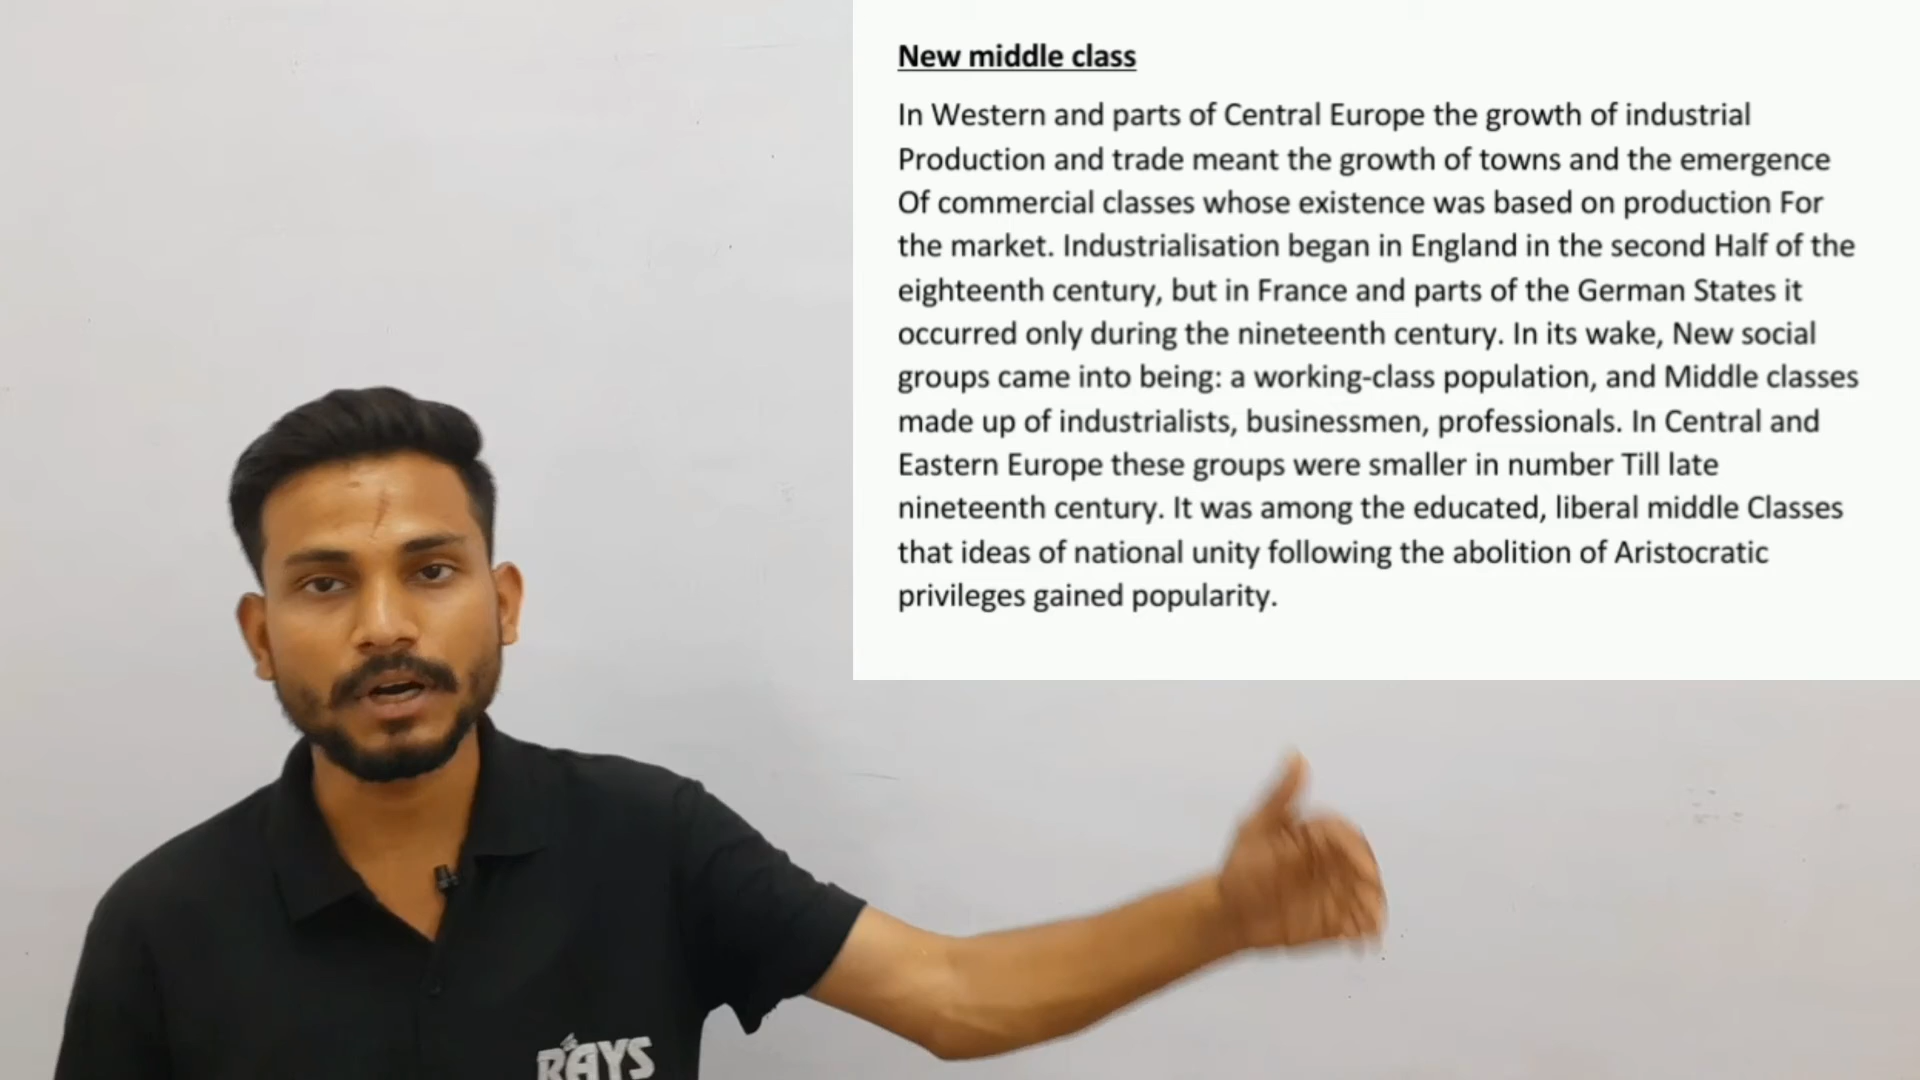 New middle class
In Western and parts of Central Europe the growth of industrial
Production and trade meant the growth of towns and the emergence
Of commercial classes whose existence was based on production For
the market. Industrialisation began in England in the second Half of the
eighteenth century, but in France and parts of the German States it
occurred only during the nineteenth century. In its wake, New social
groups came into being: a working-class population, and Middle classes
made up of industrialists, businessmen, professionals. In Central and
Eastern Europe these groups were smaller in number Till late
nineteenth century. It was among the educated, liberal middle Classes
that ideas of national unity following the abolition of Aristocratic
privileges gained popularity.
RAYS